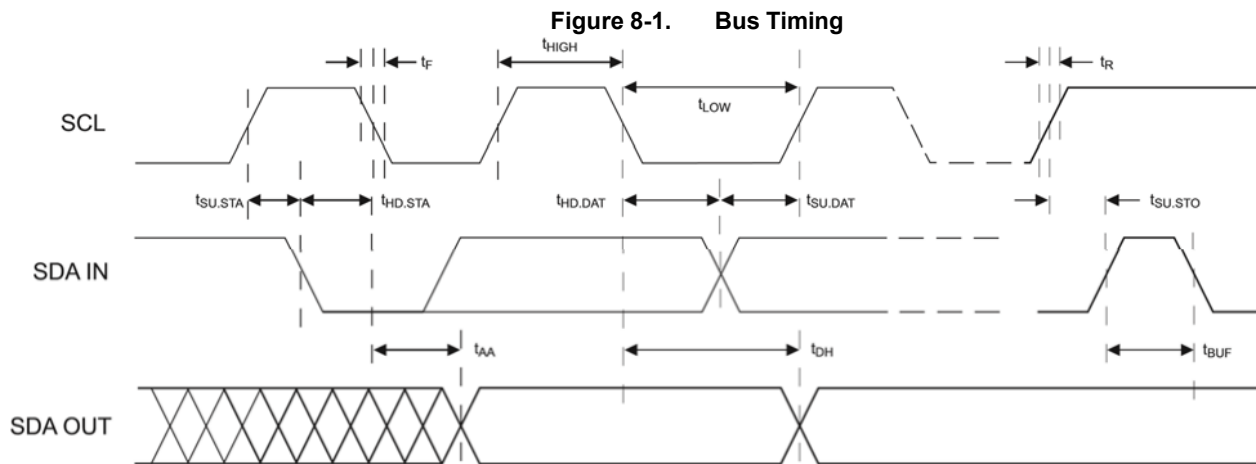 Figure 8-1. Bus Timing
tF
tHIGH
tR
SCL
tLOW
tSU.STA
tHD.STA
tHD.DAT
tSU.DAT
tSU.STO
SDA IN
tAA
tDH
tBUF
SDA OUT